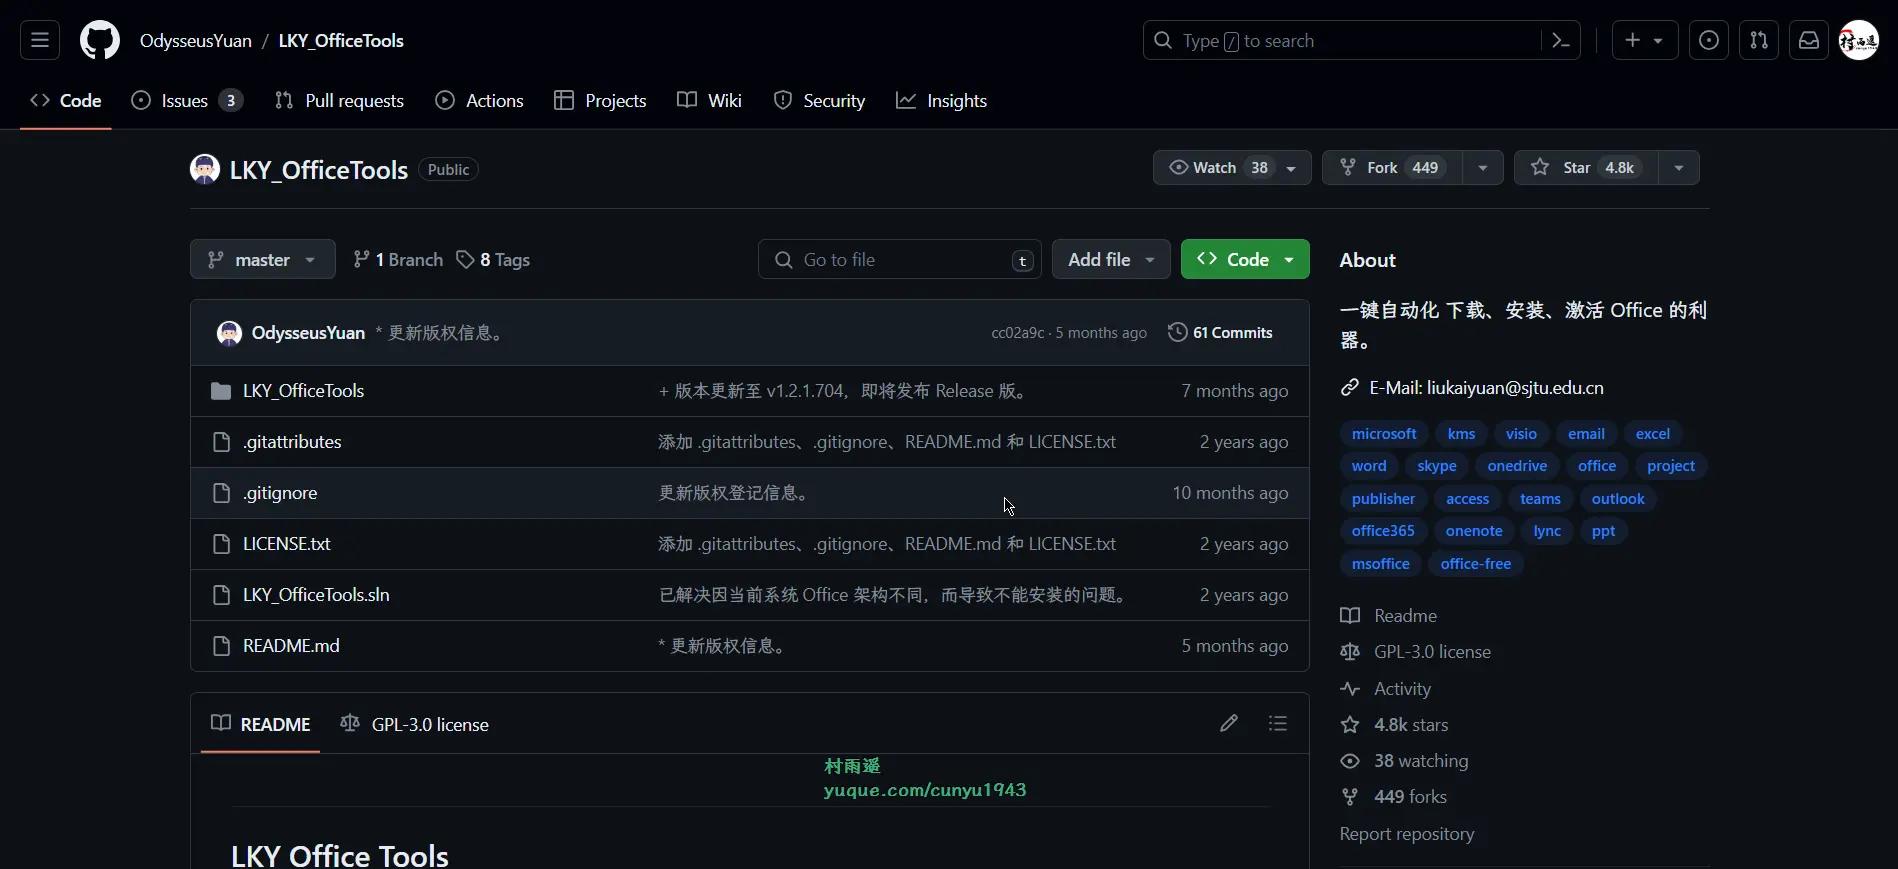 OdysseusYuan / LKY_OfficeTools
Type / to search
Code
Issues 3
Pull requests
Actions
Projects
Wiki
Security
Insights
LKY_OfficeTools Public
Watch 38
Fork 449
Star 4.8k
master
1 Branch
8 Tags
Go to file t
Add file
Code
OdysseusYuan * 更新版权信息。 cc02a9c · 5 months ago 61 Commits
LKY_OfficeTools + 版本更新至 v1.2.1.704，即将发布 Release 版。 7 months ago
.gitattributes 添加 .gitattributes、.gitignore、README.md 和 LICENSE.txt 2 years ago
.gitignore 更新版权登记信息。 10 months ago
LICENSE.txt 添加 .gitattributes、.gitignore、README.md 和 LICENSE.txt 2 years ago
LKY_OfficeTools.sln 已解决因当前系统 Office 架构不同，而导致不能安装的问题。 2 years ago
README.md * 更新版权信息。 5 months ago
README
GPL-3.0 license
村雨遥
yuque.com/cunyu1943
LKY Office Tools
About
一键自动化 下载、安装、激活 Office 的利
器。
E-Mail: liukaiyuan@sjtu.edu.cn
microsoft kms visio email excel
word skype onedrive office project
publisher access teams outlook
office365 onenote lync ppt
msoffice office-free
Readme
GPL-3.0 license
Activity
4.8k stars
38 watching
449 forks
Report repository